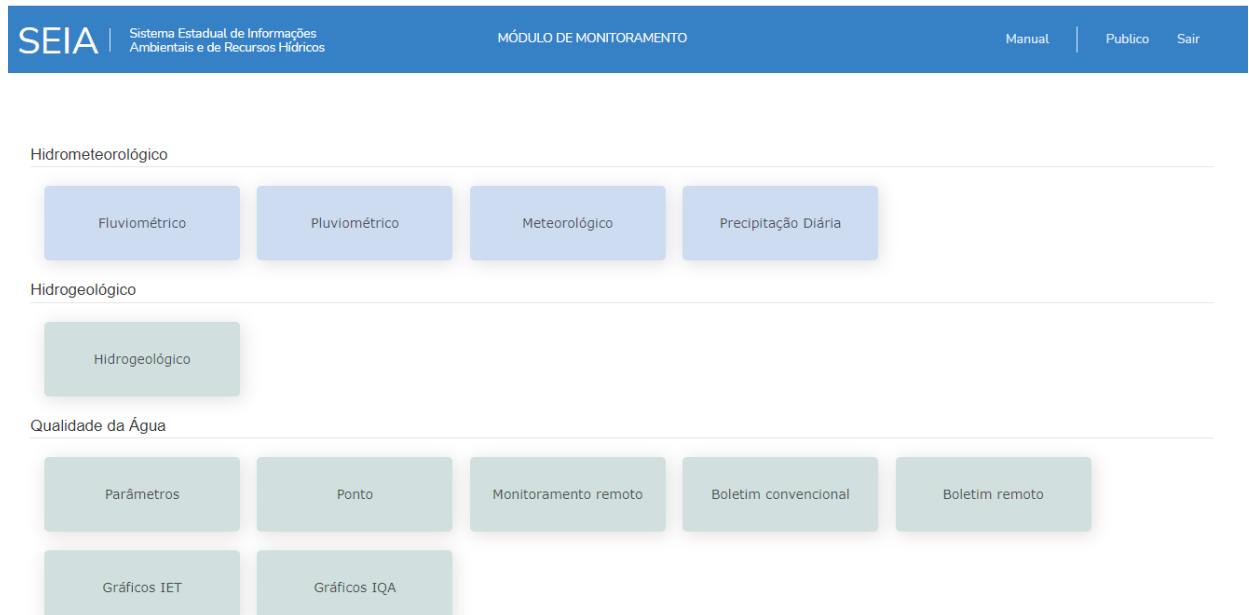 SEIA
Sistema Estadual de Informações
Ambientais e de Recursos Hídricos
MÓDULO DE MONITORAMENTO
Manual
Publico
Sair
Hidrometeorológico
Fluviométrico
Pluviométrico
Meteorológico
Precipitação Diária
Hidrogeológico
Hidrogeológico
Qualidade da Água
Parâmetros
Ponto
Monitoramento remoto
Boletim convencional
Boletim remoto
Gráficos IET
Gráficos IQA